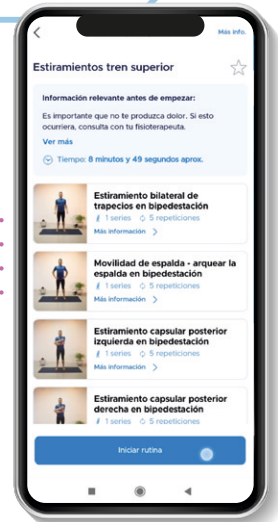 Más info.
Estiramientos tren superior
Información relevante antes de empezar:
Es importante que no te produzca dolor. Si esto
ocurriera, consulta con tu fisioterapeuta.
Ver más
Tiempo: 8 minutos y 49 segundos aprox.
Estiramiento bilateral de
trapecios en bipedestación
1 series 5 repeticiones
Más información
Movilidad de espalda - arquear la
espalda en bipedestación
1 series 5 repeticiones
Más información
Estiramiento capsular posterior
izquierda en bipedestación
1 series 5 repeticiones
Más información
Estiramiento capsular posterior
derecha en bipedestación
1 series 5 repeticiones
Iniciar rutina